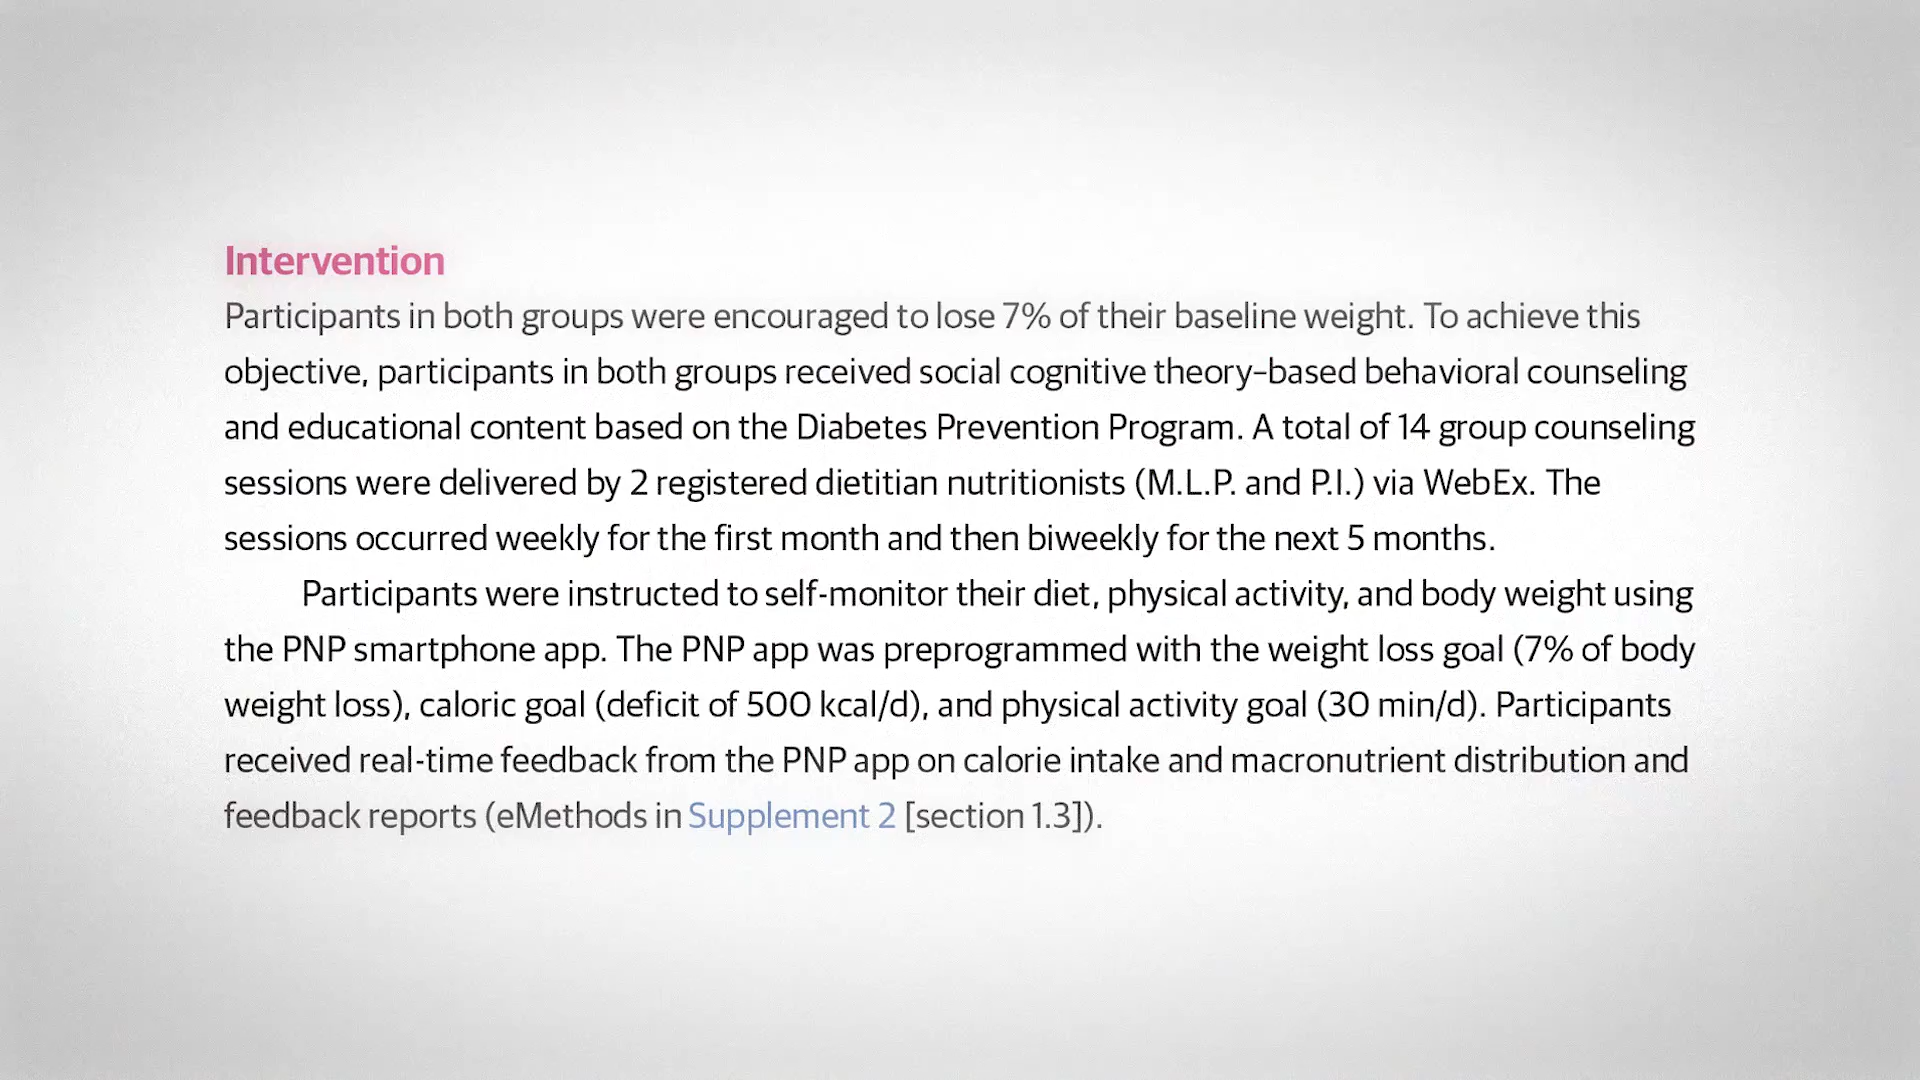 Intervention
Participants in both groups were encouraged to lose 7% of their baseline weight. To achieve this
objective, participants in both groups received social cognitive theory–based behavioral counseling
and educational content based on the Diabetes Prevention Program. A total of 14 group counseling
sessions were delivered by 2 registered dietitian nutritionists (M.L.P. and P.I.) via WebEx. The
sessions occurred weekly for the first month and then biweekly for the next 5 months.
Participants were instructed to self-monitor their diet, physical activity, and body weight using
the PNP smartphone app. The PNP app was preprogrammed with the weight loss goal (7% of body
weight loss), caloric goal (deficit of 500 kcal/d), and physical activity goal (30 min/d). Participants
received real-time feedback from the PNP app on calorie intake and macronutrient distribution and
feedback reports (eMethods in Supplement 2 [section 1.3]).